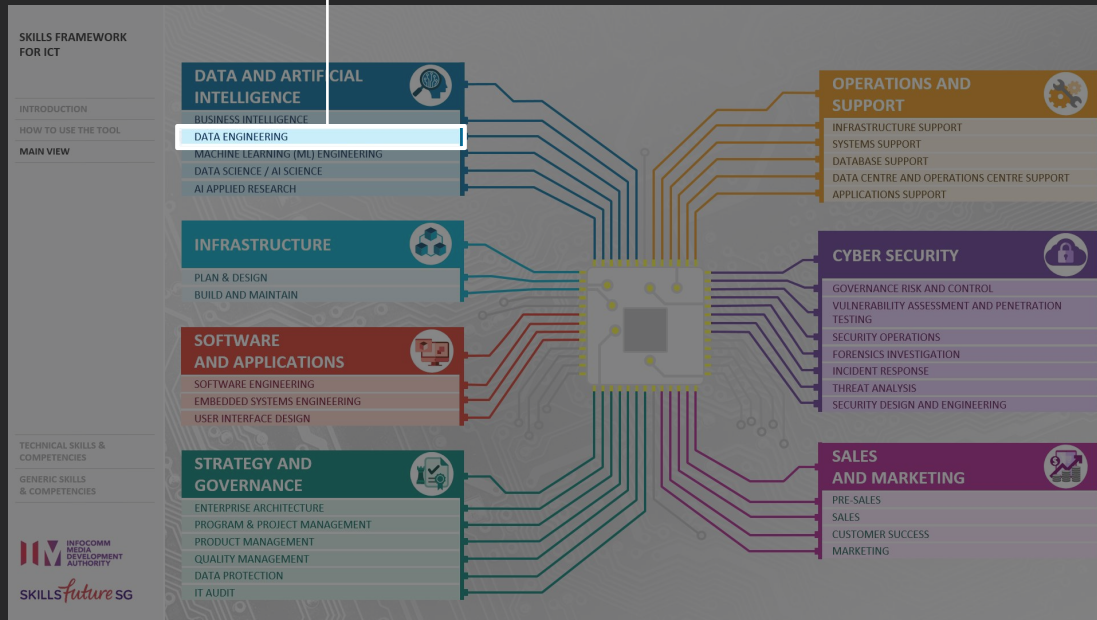 SKILLS FRAMEWORK
FOR ICT
INTRODUCTION
HOW TO USE THE TOOL
MAIN VIEW
TECHNICAL SKILLS &
COMPETENCIES
GENERIC SKILLS
& COMPETENCIES
INFOCOMM
MEDIA
DEVELOPMENT
AUTHORITY
SKILLS future SG
DATA AND ARTIFICIAL
INTELLIGENCE
BUSINESS INTELLIGENCE
DATA ENGINEERING
MACHINE LEARNING (ML) ENGINEERING
DATA SCIENCE / AI SCIENCE
AI APPLIED RESEARCH
INFRASTRUCTURE
PLAN & DESIGN
BUILD AND MAINTAIN
SOFTWARE
AND APPLICATIONS
SOFTWARE ENGINEERING
EMBEDDED SYSTEMS ENGINEERING
USER INTERFACE DESIGN
STRATEGY AND
GOVERNANCE
ENTERPRISE ARCHITECTURE
PROGRAM & PROJECT MANAGEMENT
PRODUCT MANAGEMENT
QUALITY MANAGEMENT
DATA PROTECTION
IT AUDIT
OPERATIONS AND
SUPPORT
INFRASTRUCTURE SUPPORT
SYSTEMS SUPPORT
DATABASE SUPPORT
DATA CENTRE AND OPERATIONS CENTRE SUPPORT
APPLICATIONS SUPPORT
CYBER SECURITY
GOVERNANCE RISK AND CONTROL
VULNERABILITY ASSESSMENT AND PENETRATION
TESTING
SECURITY OPERATIONS
FORENSICS INVESTIGATION
INCIDENT RESPONSE
THREAT ANALYSIS
SECURITY DESIGN AND ENGINEERING
SALES
AND MARKETING
PRE-SALES
SALES
CUSTOMER SUCCESS
MARKETING